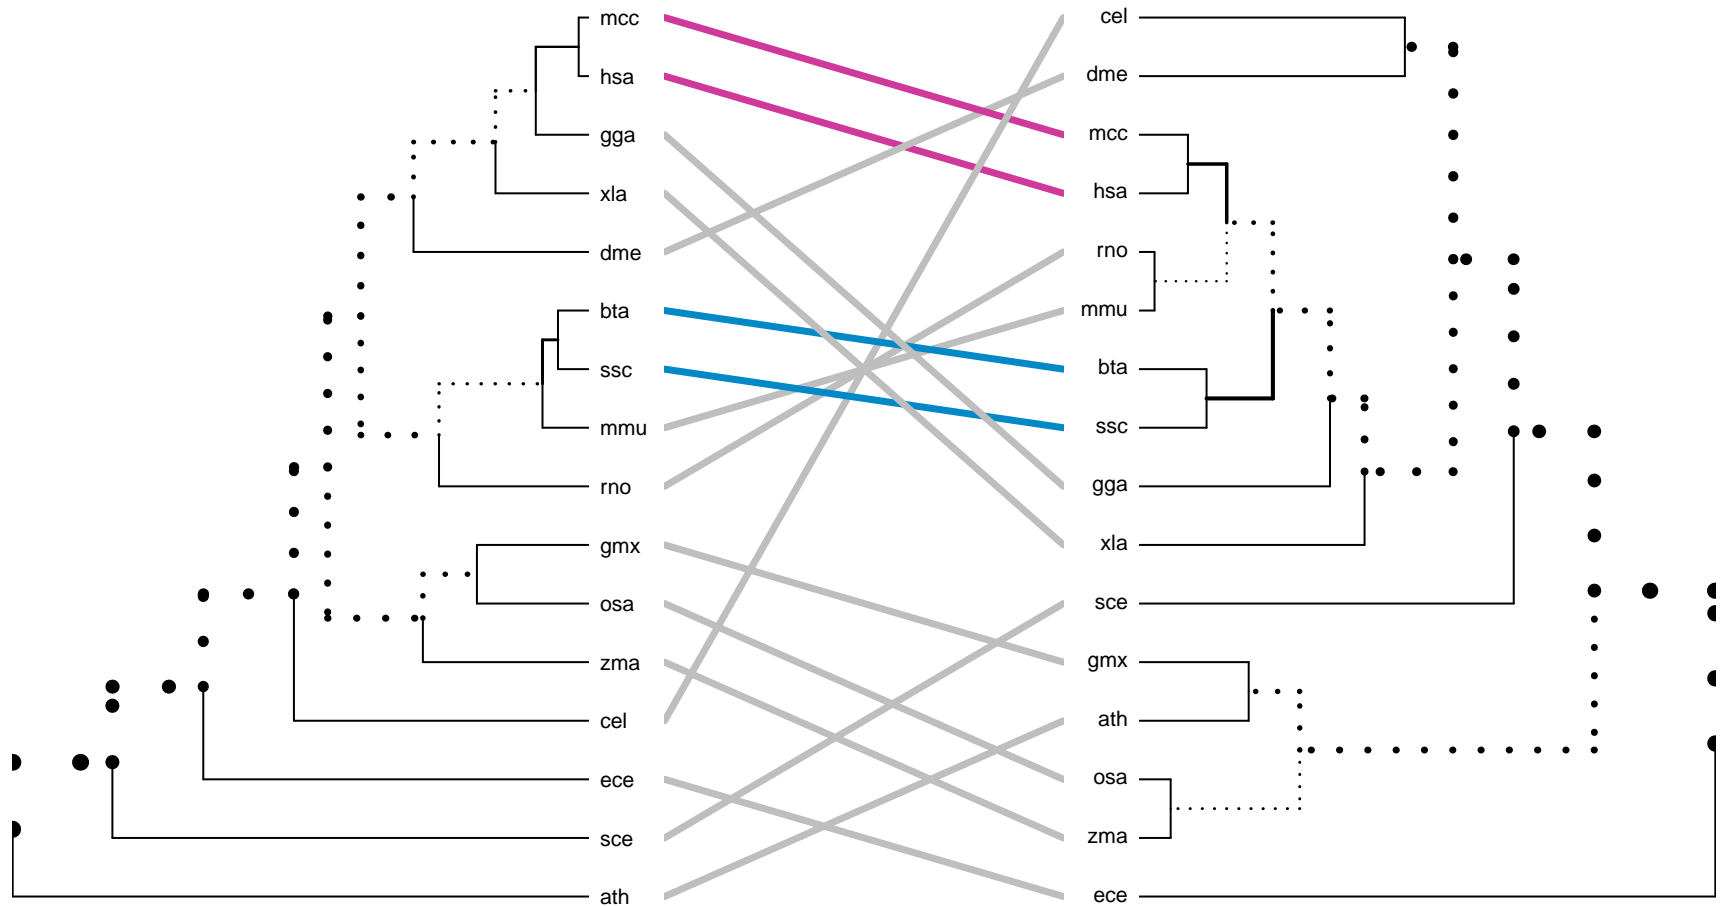 mcc
hsa
gga
xla
dme
bta
ssc
mmu
rno
gmx
osa
zma
cel
ece
sce
ath
cel
dme
mcc
hsa
rno
mmu
bta
ssc
gga
xla
sce
gmx
ath
osa
zma
ece